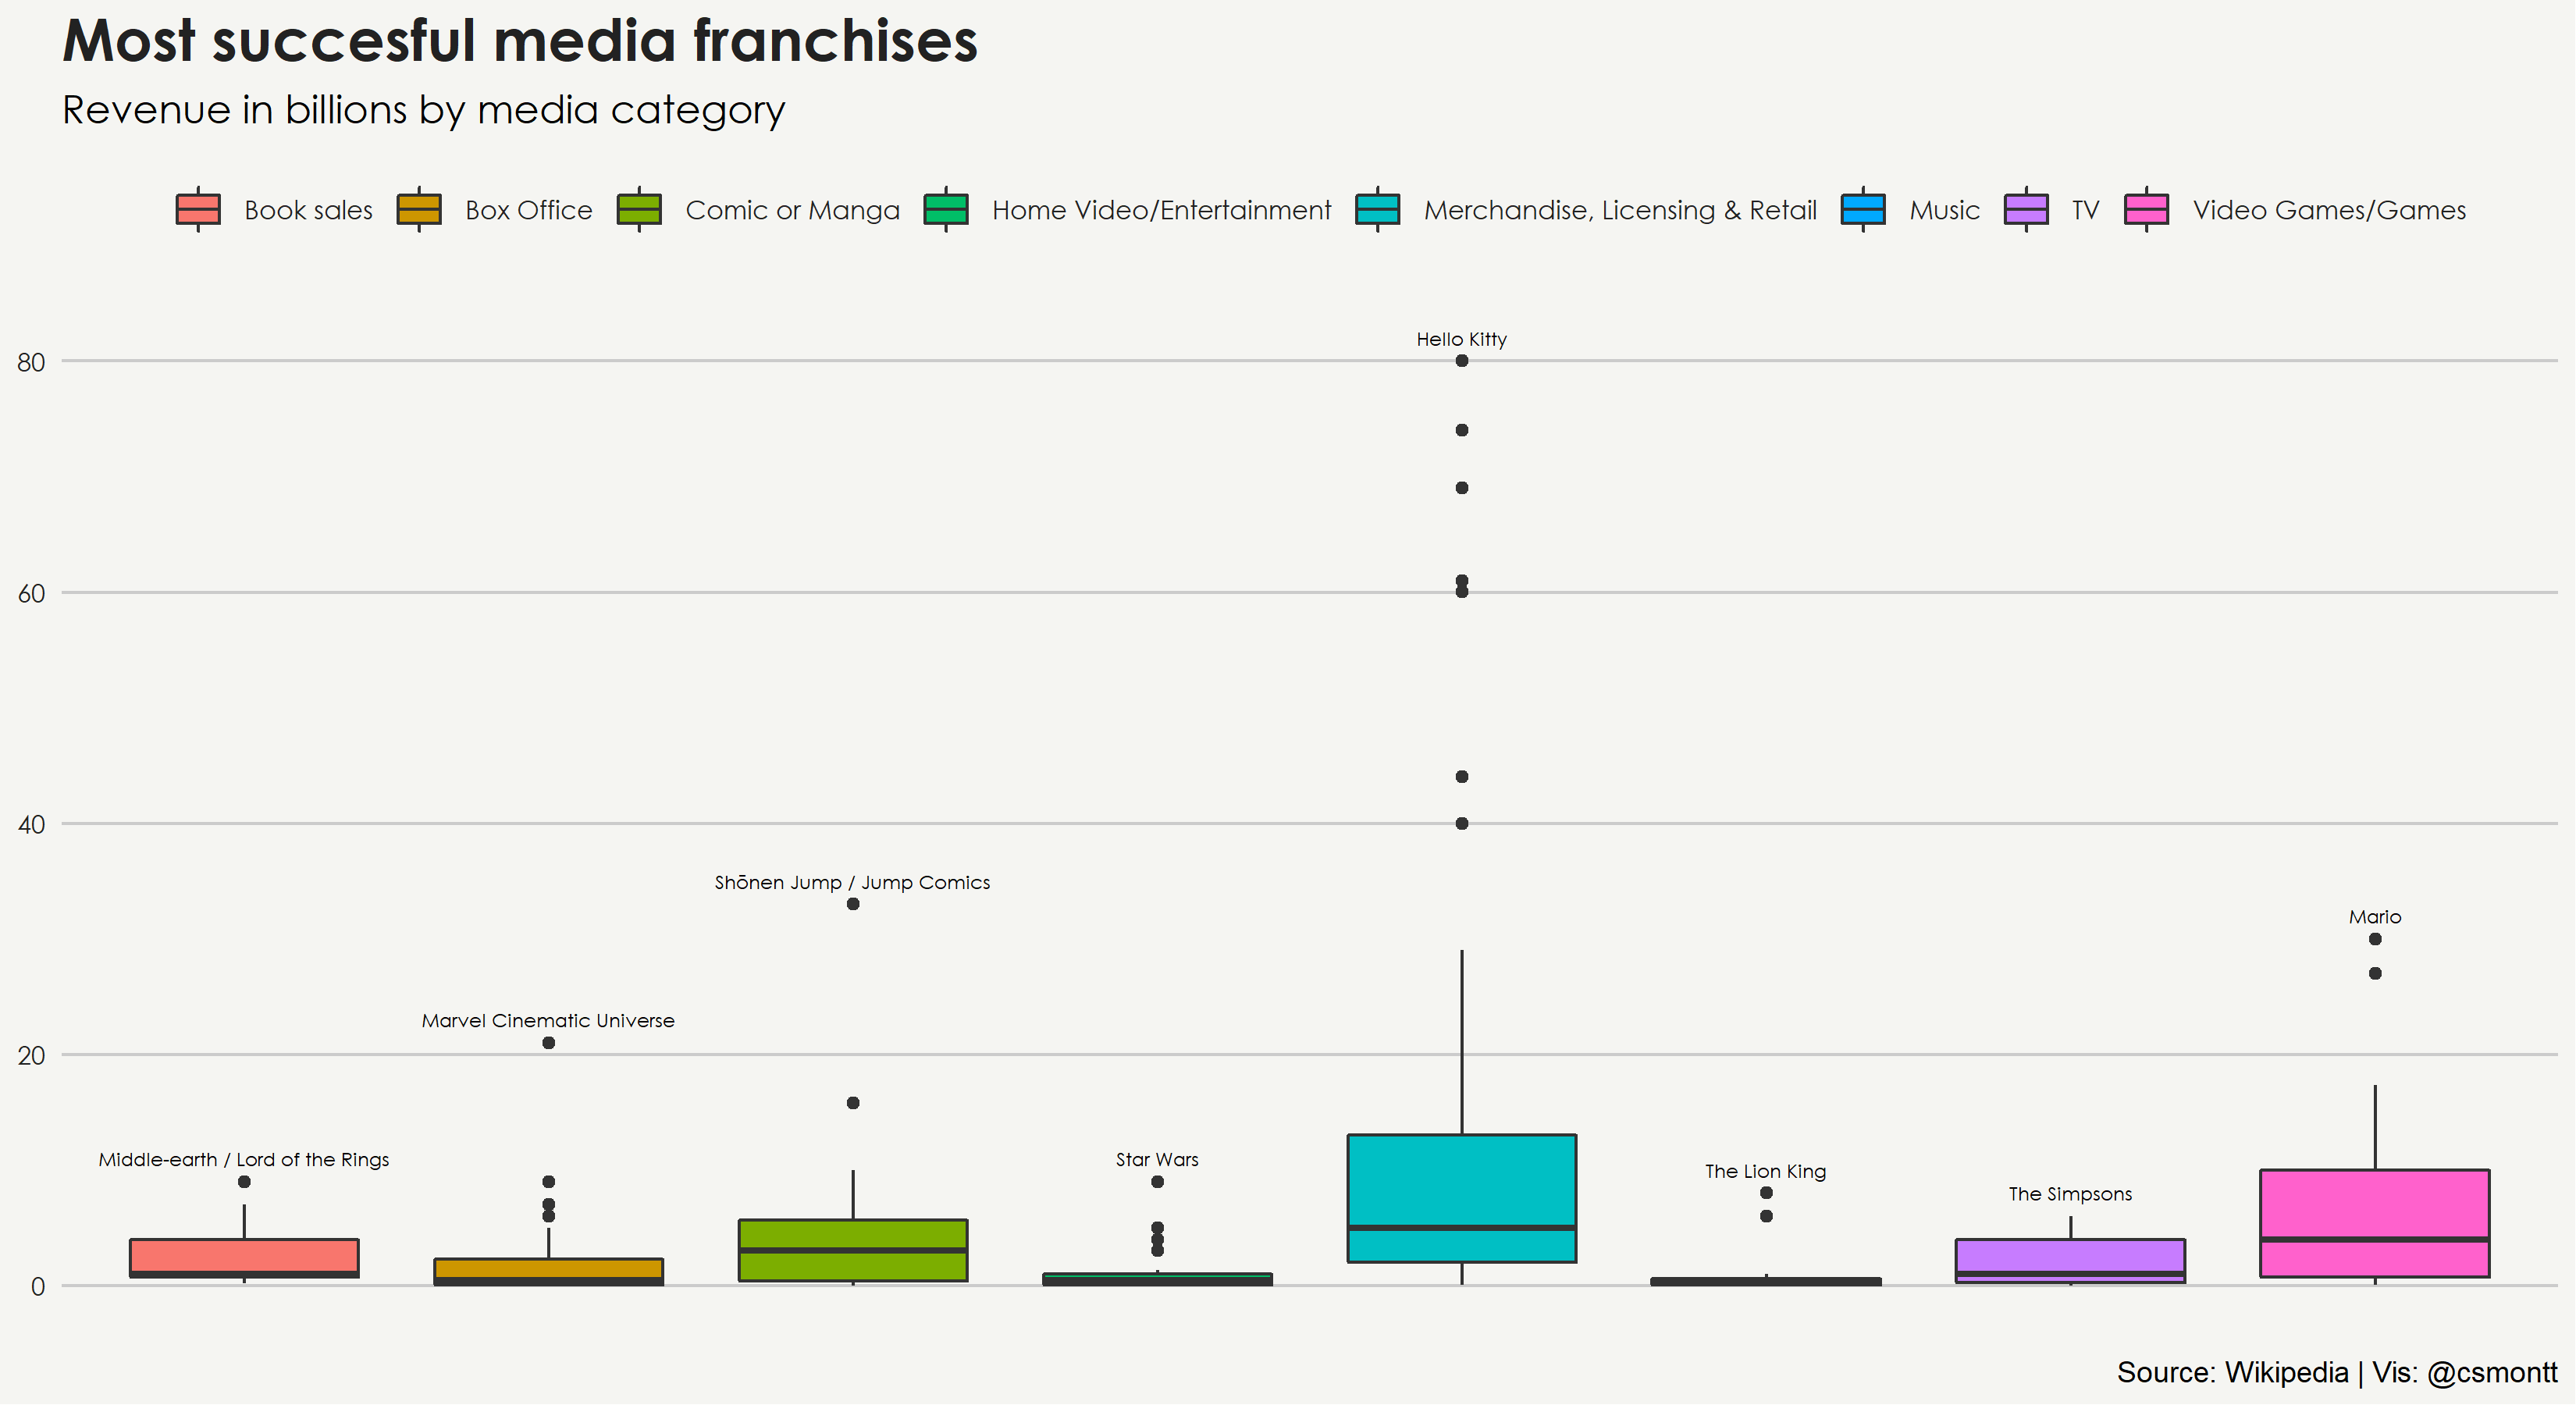 Most succesful media franchises
Revenue in billions by media category
Book sales Box Office Comic or Manga Home Video/Entertainment Merchandise, Licensing & Retail Music TV Video Games/Games
Hello Kitty
80
60
40
Shōnen Jump / Jump Comics
Mario
Marvel Cinematic Universe
20
Middle-earth / Lord of the Rings
Star Wars
The Lion King
The Simpsons
0
Source: Wikipedia | Vis: @csmontt